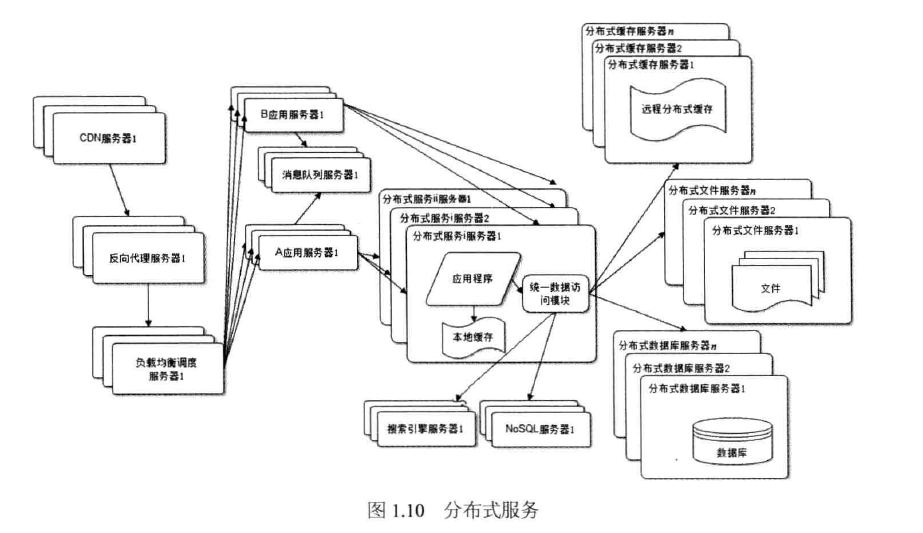 分布式缓存服务器n
分布式缓存服务器2
分布式缓存服务器1
远程分布式缓存
CDN服务器1
B应用服务器1
消息队列服务器1
分布式服务ii服务器1
分布式服务i服务器2
分布式服务i服务器1
A应用服务器1
反向代理服务器1
应用程序
统一数据访
问模块
本地缓存
分布式文件服务器n
分布式文件服务器2
分布式文件服务器1
文件
负载均衡调度
服务器1
分布式数据库服务器n
分布式数据库服务器2
分布式数据库服务器1
数据库
搜索引擎服务器1
NoSQL服务器1
图 1.10 分布式服务